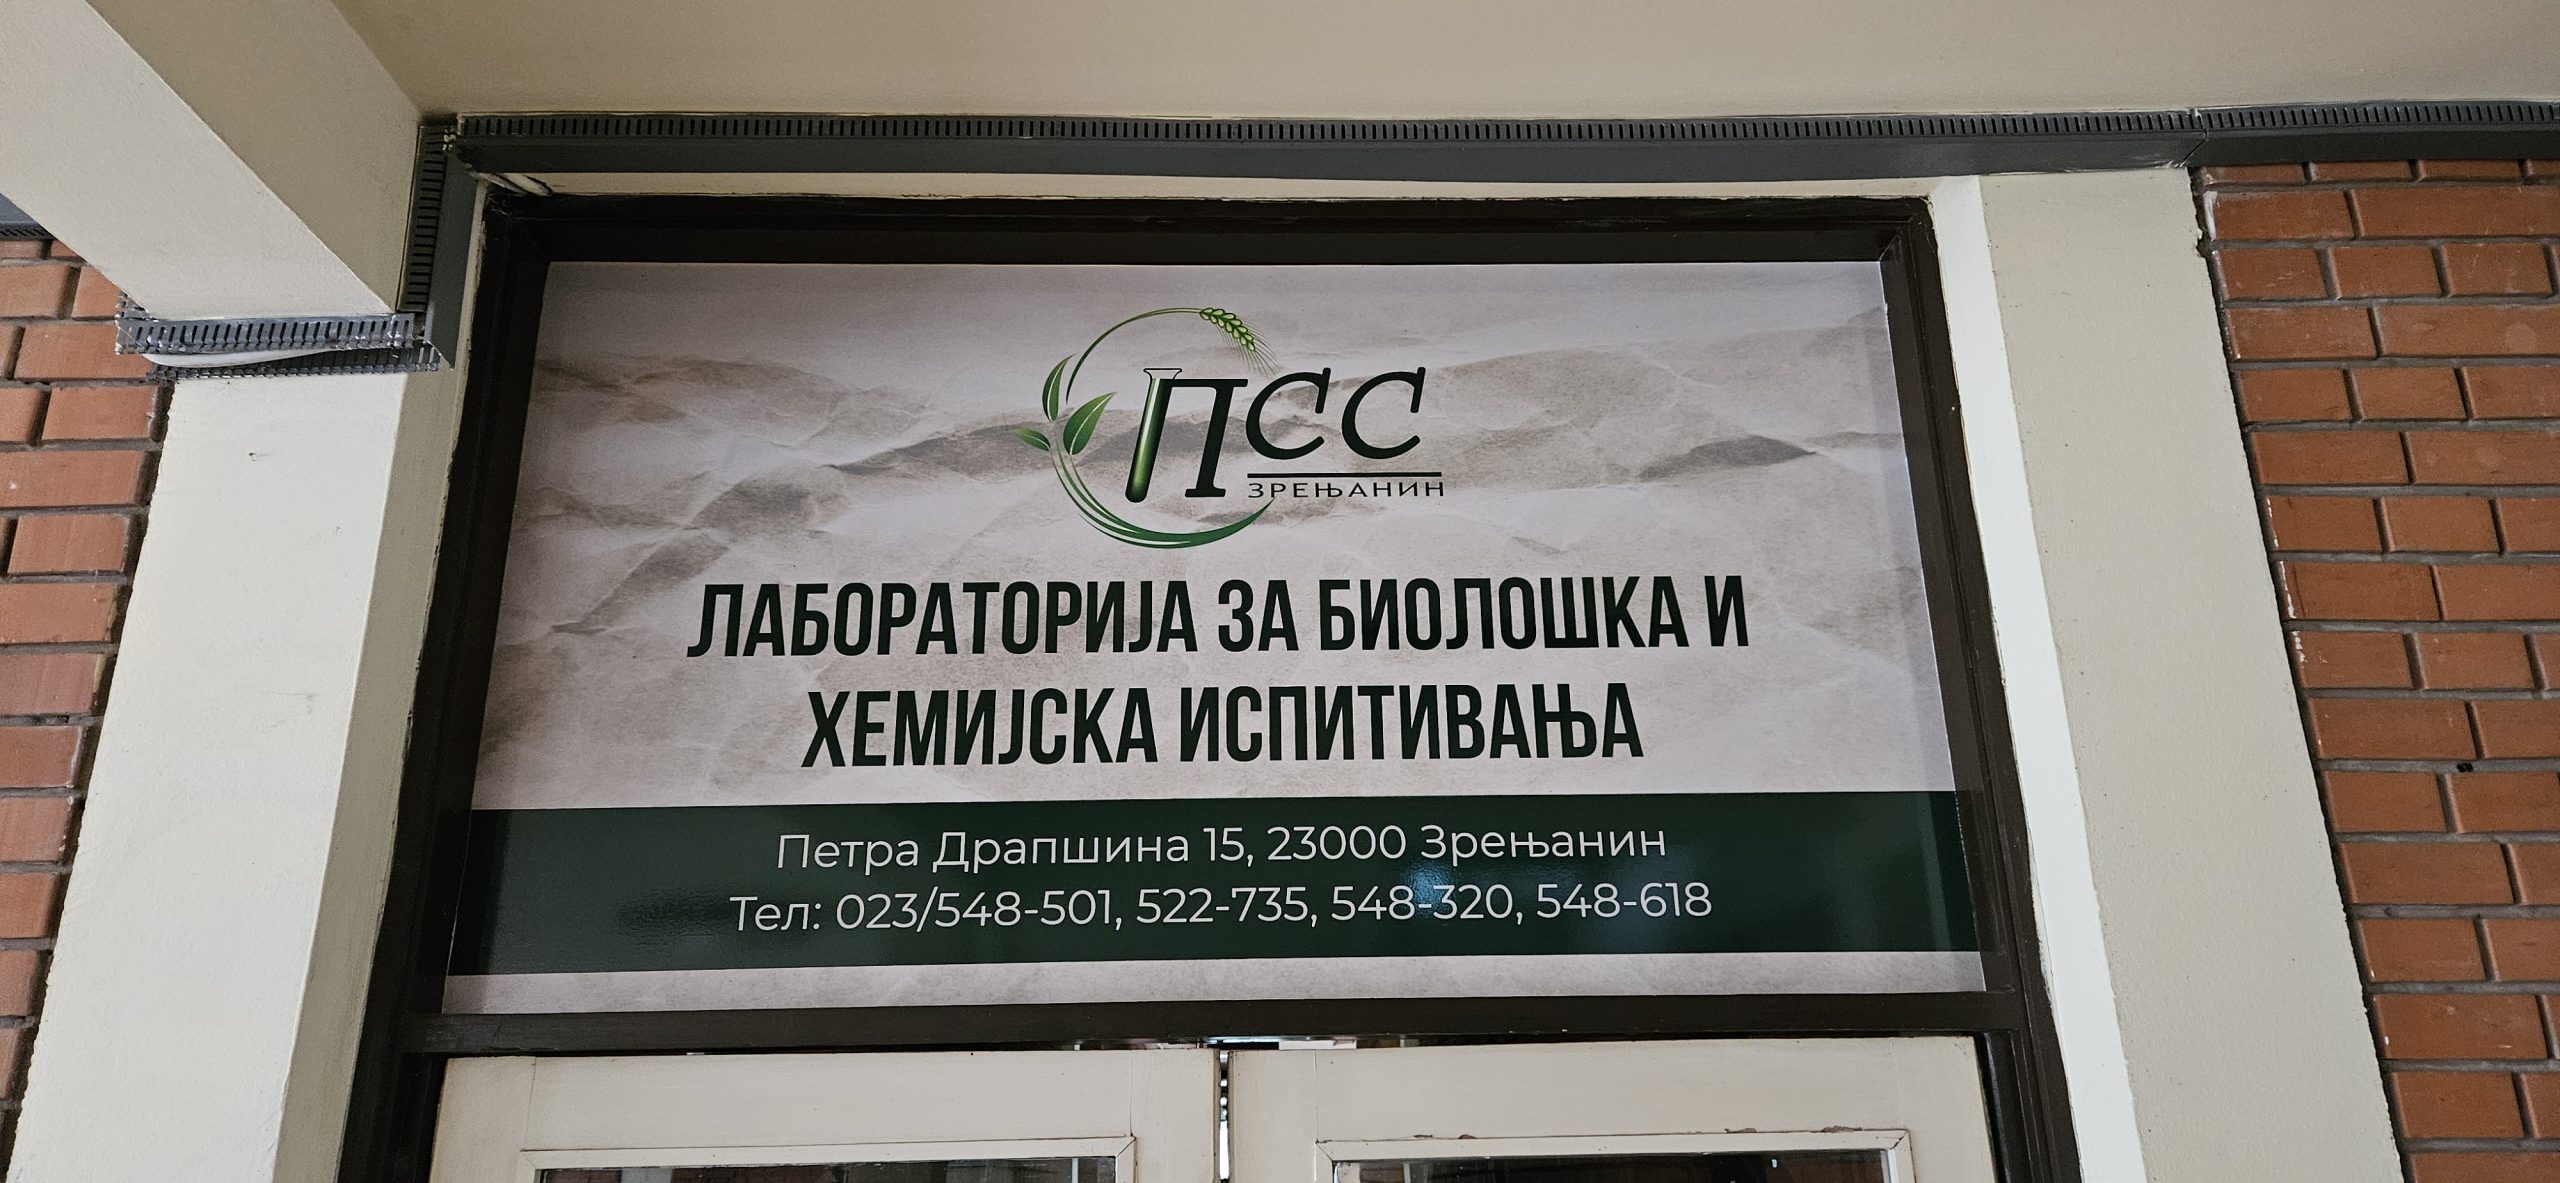 ПСС
ЗРЕЊАНИН
ЛАБОРАТОРИЈА ЗА БИОЛОШКА И
ХЕМИЈСКА ИСПИТИВАЊА
Петра Драпшина 15, 23000 Зрењанин
Тел: 023/548-501, 522-735, 548-320, 548-618